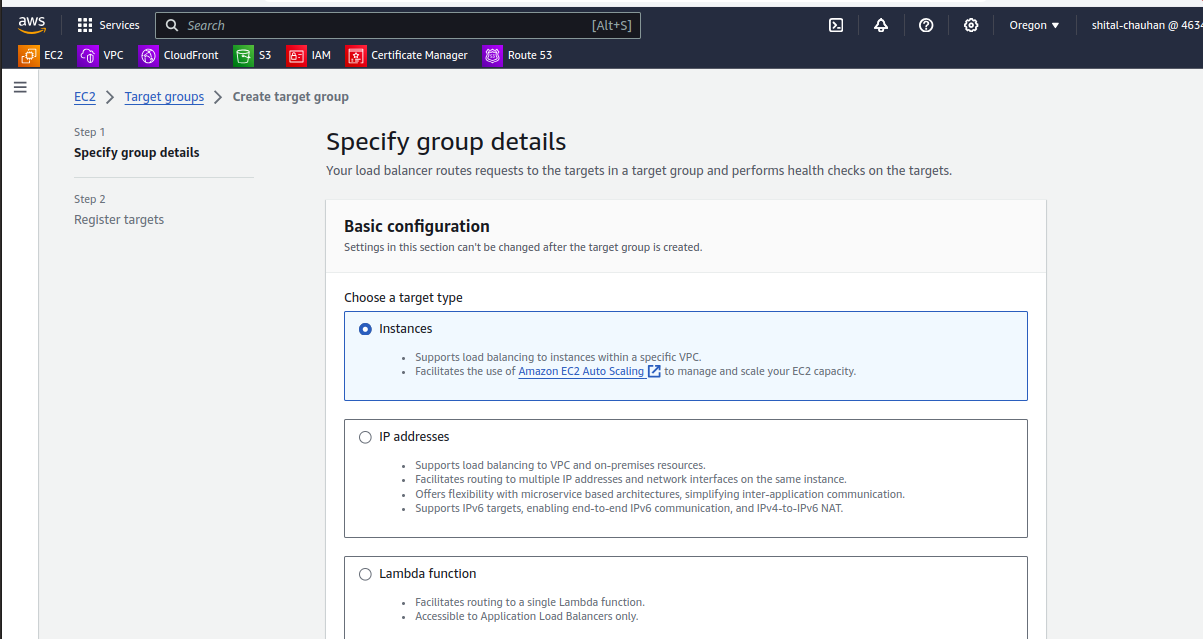 aws
Services
Search [Alt+S]
Oregon
shital-chauhan @ 4634
EC2 VPC CloudFront S3 IAM Certificate Manager Route 53
EC2 Target groups Create target group
Step 1
Specify group details
Step 2
Register targets
Specify group details
Your load balancer routes requests to the targets in a target group and performs health checks on the targets.
Basic configuration
Settings in this section can't be changed after the target group is created.
Choose a target type
Instances
• Supports load balancing to instances within a specific VPC.
• Facilitates the use of Amazon EC2 Auto Scaling to manage and scale your EC2 capacity.
IP addresses
• Supports load balancing to VPC and on-premises resources.
• Facilitates routing to multiple IP addresses and network interfaces on the same instance.
• Offers flexibility with microservice based architectures, simplifying inter-application communication.
• Supports IPv6 targets, enabling end-to-end IPv6 communication, and IPv4-to-IPv6 NAT.
Lambda function
• Facilitates routing to a single Lambda function.
• Accessible to Application Load Balancers only.